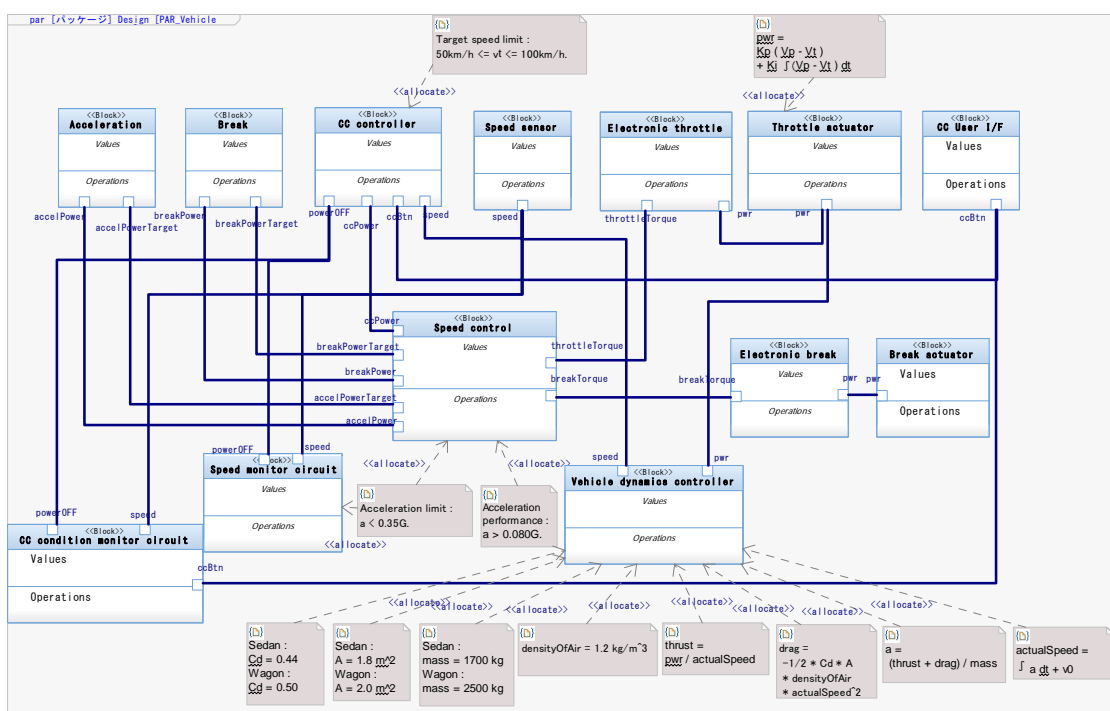 par [パッケージ] Design [PAR_Vehicle
Target speed limit :
50km/h <= vt <= 100km/h.
pwr =
Kp ( Vp - Vt )
+ Ki ∫ (Vp - Vt ) dt
<<allocate>>
<<allocate>>
<<Block>>
Acceleration
Values
Operations
<<Block>>
Break
Values
Operations
<<Block>>
CC controller
Values
Operations
<<Block>>
Speed sensor
Values
Operations
<<Block>>
Electronic throttle
Values
Operations
<<Block>>
Throttle actuator
Values
Operations
<<Block>>
CC User I/F
Values
Operations
accelPower
accelPowerTarget
breakPower
breakPowerTarget
powerOFF
ccPower
ccBtn
speed
speed
throttleTorque
pwr
pwr
ccBtn
<<Block>>
Speed control
Values
Operations
ccPower
breakPowerTarget
breakPower
accelPowerTarget
accelPower
throttleTorque
breakTorque
<<Block>>
Electronic break
Values
Operations
breakTorque
pwr
<<Block>>
Break actuator
Values
Operations
pwr
powerOFF
speed
ock>>
Speed monitor circuit
Values
Operations
<<allocate>>
<<allocate>>
<<allocate>>
Acceleration limit :
a < 0.35G.
Acceleration
performance :
a > 0.080G.
speed
pwr
<<Block>>
Vehicle dynamics controller
Values
Operations
powerOFF
speed
<<Block>>
CC condition monitor circuit
Values
Operations
ccBtn
<<allocate>>
<<allocate>>
<<allocate>>
<<allocate>>
<<allocate>>
<<allocate>>
<<allocate>>
Sedan :
Cd = 0.44
Wagon :
Cd = 0.50
Sedan :
A = 1.8 m^2
Wagon :
A = 2.0 m^2
Sedan :
mass = 1700 kg
Wagon :
mass = 2500 kg
densityOfAir = 1.2 kg/m^3
thrust =
pwr / actualSpeed
drag =
-1/2 * Cd * A
* densityOfAir
* actualSpeed^2
a =
(thrust + drag) / mass
actualSpeed =
∫ a dt + v0